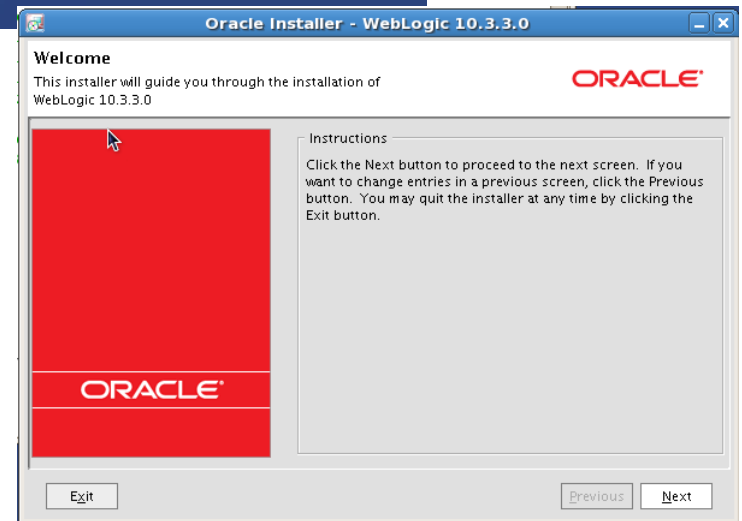 Oracle Installer - WebLogic 10.3.3.0
Welcome
This installer will guide you through the installation of
WebLogic 10.3.3.0
ORACLE
Instructions
Click the Next button to proceed to the next screen. If you
want to change entries in a previous screen, click the Previous
button. You may quit the installer at any time by clicking the
Exit button.
ORACLE
Exit
Previous
Next